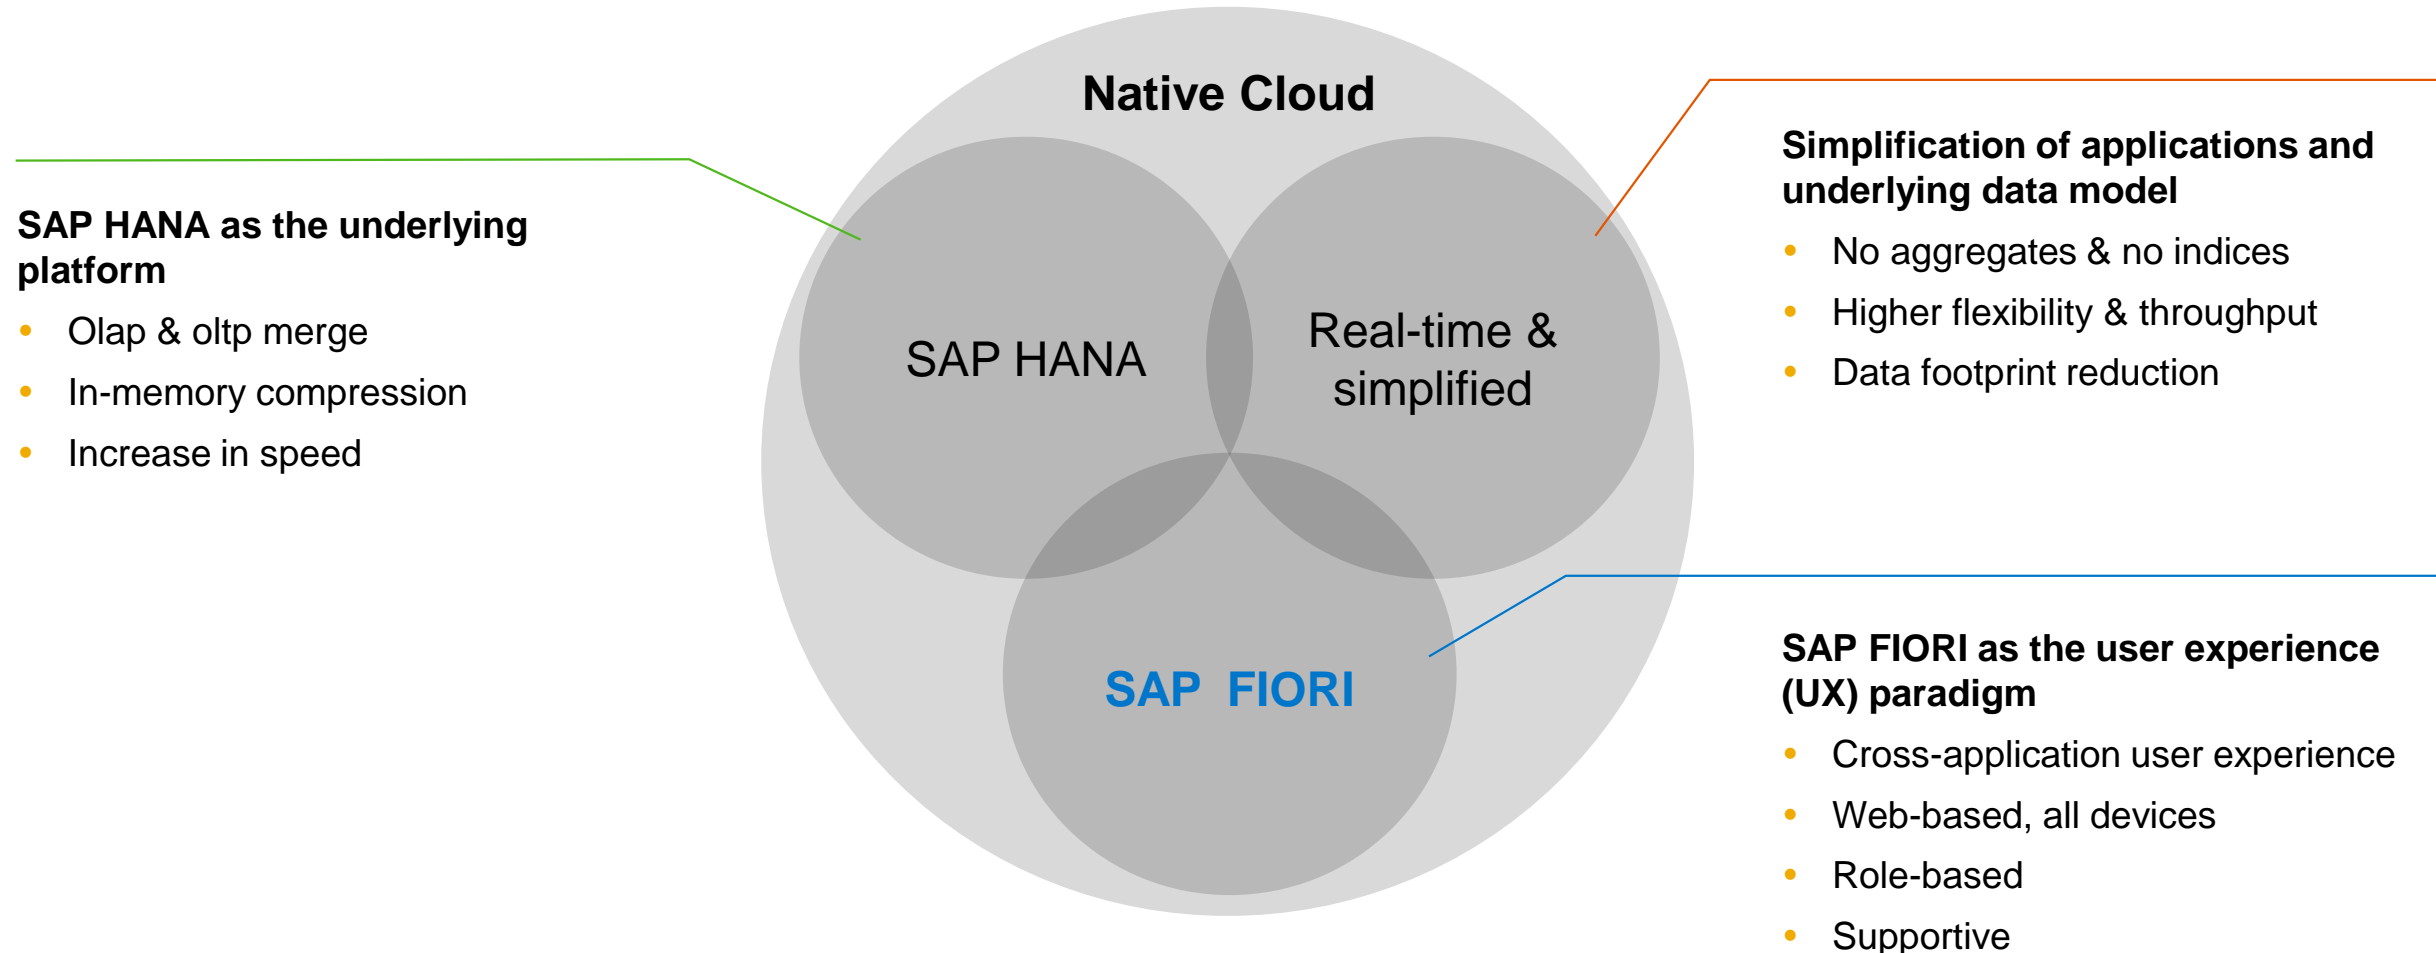 Native Cloud
SAP HANA as the underlying
platform
• Olap & oltp merge
• In-memory compression
• Increase in speed
SAP HANA
Real-time &
simplified
SAP  FIORI
Simplification of applications and
underlying data model
• No aggregates & no indices
• Higher flexibility & throughput
• Data footprint reduction
SAP FIORI as the user experience
(UX) paradigm
• Cross-application user experience
• Web-based, all devices
• Role-based
• Supportive